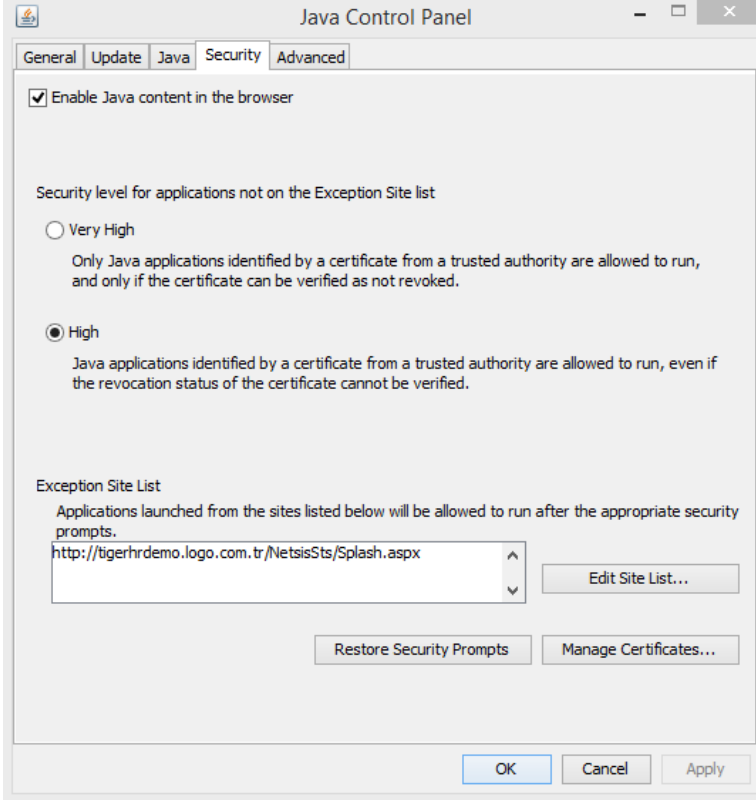 Java Control Panel
General Update Java Security Advanced
Enable Java content in the browser
Security level for applications not on the Exception Site list
Very High
Only Java applications identified by a certificate from a trusted authority are allowed to run,
and only if the certificate can be verified as not revoked.
High
Java applications identified by a certificate from a trusted authority are allowed to run, even if
the revocation status of the certificate cannot be verified.
Exception Site List
Applications launched from the sites listed below will be allowed to run after the appropriate security
prompts.
http://tigerhrdemo.logo.com.tr/NetsisSts/Splash.aspx
Edit Site List...
Restore Security Prompts Manage Certificates...
OK Cancel Apply